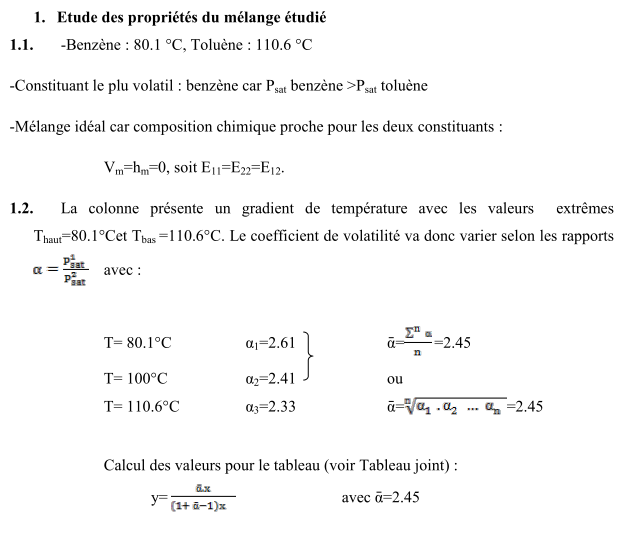 1. Etude des propriétés du mélange étudié
1.1. -Benzène : 80.1 °C, Toluène : 110.6 °C
-Constituant le plu volatil : benzène car Psat benzène >Psat toluène
-Mélange idéal car composition chimique proche pour les deux constituants :
Vm=hm=0, soit E11=E22=E12.
1.2. La colonne présente un gradient de température avec les valeurs extrêmes
Thaut=80.1°Cet Tbas =110.6°C. Le coefficient de volatilité va donc varier selon les rapports
α = P¹sat/P²sat avec :
T= 80.1°C α1=2.61 ᾱ=Σⁿ α/n=2.45
T= 100°C α2=2.41 ou
T= 110.6°C α3=2.33 ᾱ=ⁿ√α1 . α2 ... αn =2.45
Calcul des valeurs pour le tableau (voir Tableau joint) :
y=ᾱ.x/(1+ ᾱ−1)x avec ᾱ=2.45